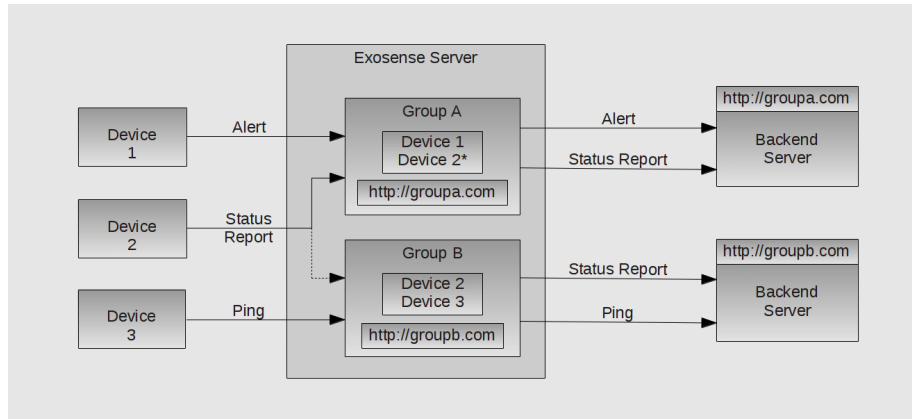 Exosense Server
Device
1
Alert
Group A
Device 1
Device 2*
http://groupa.com
Alert
Status Report
http://groupa.com
Backend
Server
Device
2
Status
Report
Group B
Device 2
Device 3
http://groupb.com
Status Report
Ping
http://groupb.com
Backend
Server
Device
3
Ping